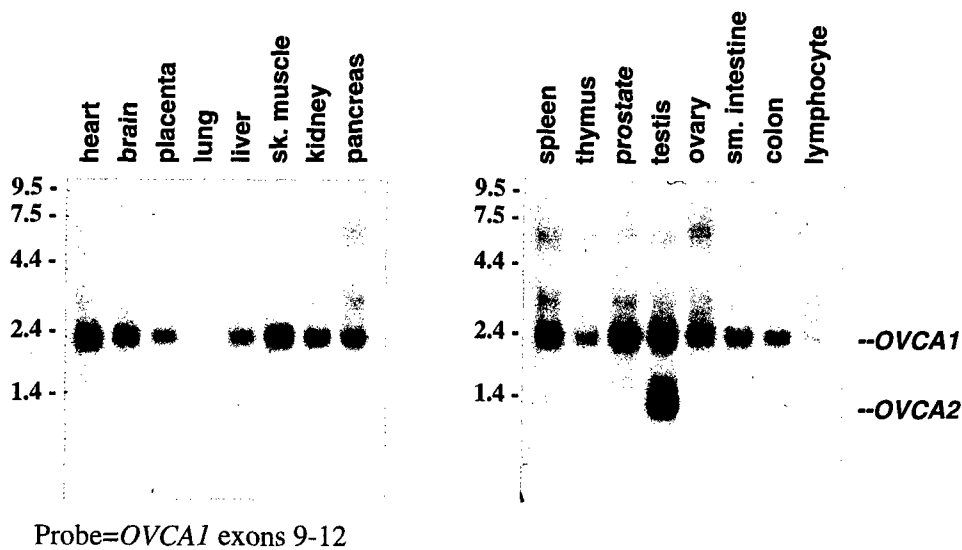 heart
brain
placenta
lung
liver
sk. muscle
kidney
pancreas
9.5 -
7.5 -
4.4 -
2.4 -
1.4 -
spleen
thymus
prostate
testis
ovary
sm. intestine
colon
lymphocyte
9.5 -
7.5 -
4.4 -
2.4 -
1.4 -
--OVCA1
--OVCA2
Probe=OVCA1 exons 9-12